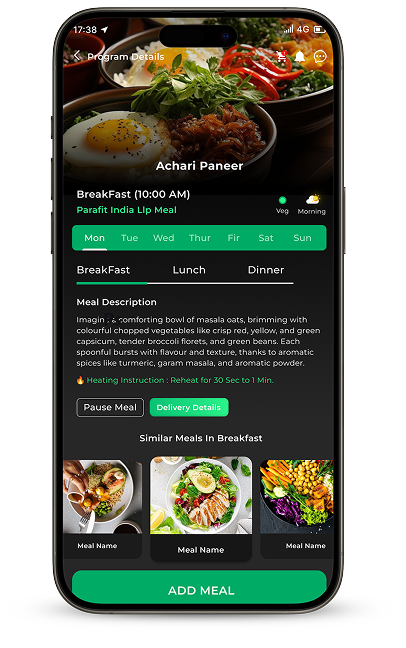 17:38
4G
Program Details
Achari Paneer
BreakFast (10:00 AM)
Parafit India Llp Meal
Veg
Morning
Mon Tue Wed Thur Fir Sat Sun
BreakFast Lunch Dinner
Meal Description
comforting bowl of masala oats, brimming with
colourful chopped vegetables like crisp red, yellow, and green
capsicum, tender broccoli florets, and green beans. Each
spoonful bursts with flavour and texture, thanks to aromatic
spices like turmeric, garam masala, and aromatic powder.
Heating Instruction : Reheat for 30 Sec to 1 Min.
Pause Meal
Delivery Details
Similar Meals In Breakfast
Meal Name
Meal Name
Meal Name
ADD MEAL